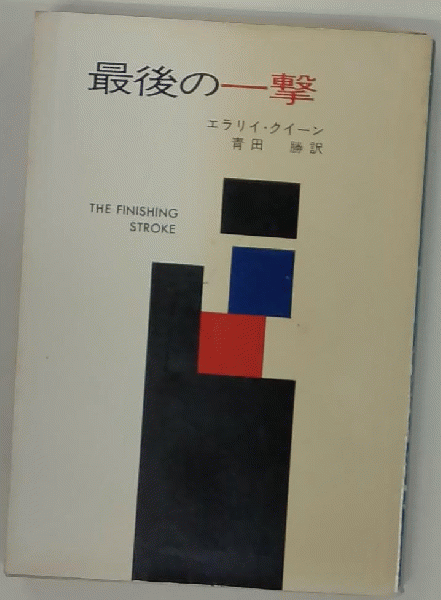 最後の一撃
エラリイ・クイーン
青田 勝訳
THE FINISHING
STROKE